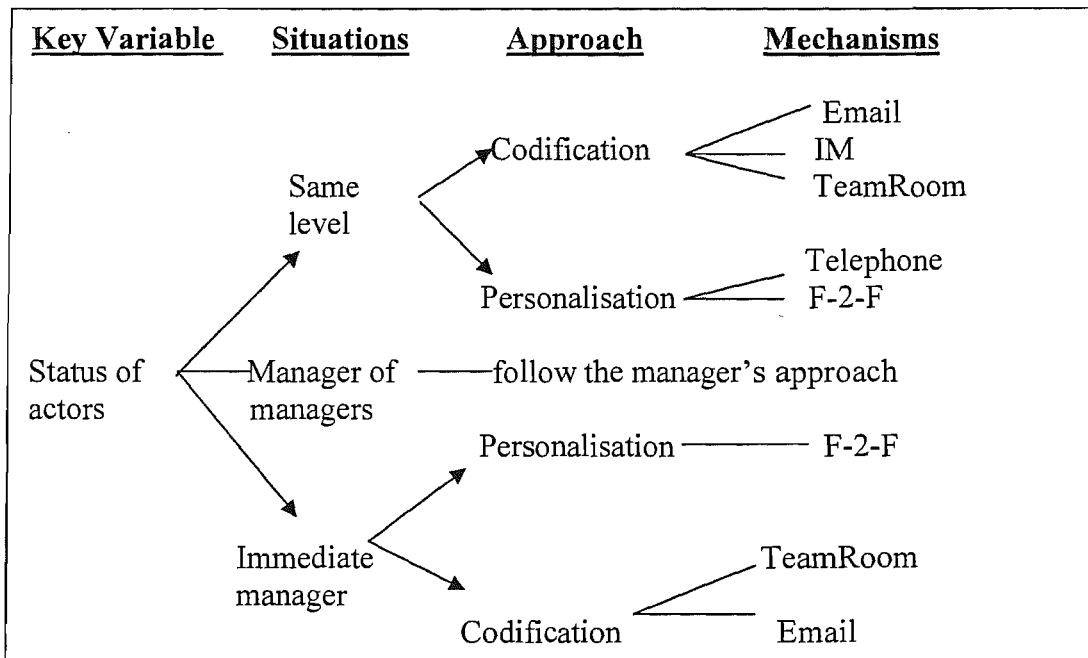 Key Variable Situations Approach Mechanisms
Email
Codification IM
Same TeamRoom
level
Telephone
Personalisation F-2-F
Status of Manager of follow the manager's approach
actors managers
Personalisation F-2-F
Immediate TeamRoom
manager
Codification Email